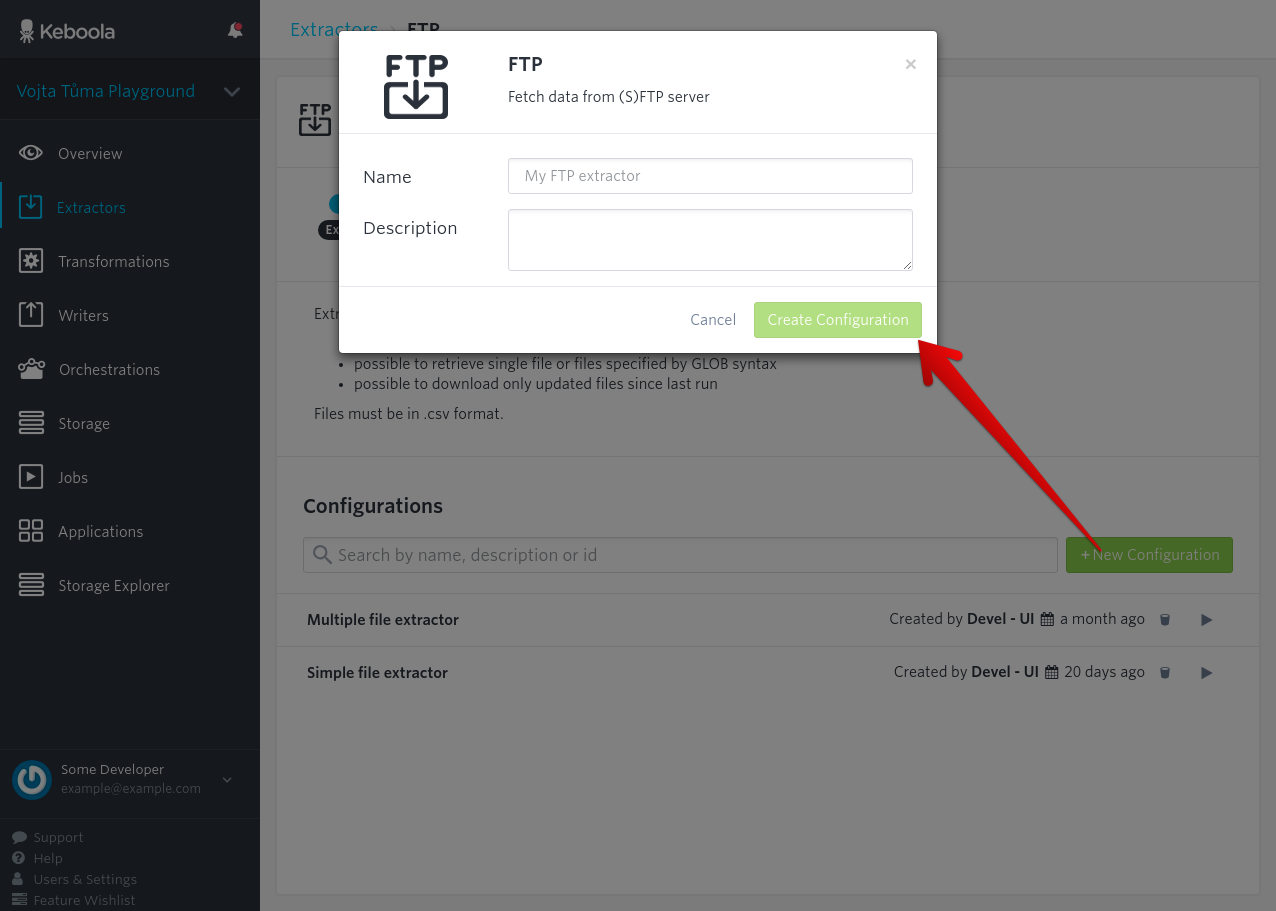 Keboola
Vojta Tůma Playground
Overview
Extractors
Transformations
Writers
Orchestrations
Storage
Jobs
Applications
Storage Explorer
Some Developer
example@example.com
Support
Help
Users & Settings
Feature Wishlist
Extractors FTP
FTP
FTP
FTP
Fetch data from (S)FTP server
×
Name
My FTP extractor
Description
Cancel
Create Configuration
possible to retrieve single file or files specified by GLOB syntax
possible to download only updated files since last run
Files must be in .csv format.
Configurations
Search by name, description or id
+ New Configuration
Multiple file extractor Created by Devel - UI a month ago
Simple file extractor Created by Devel - UI 20 days ago